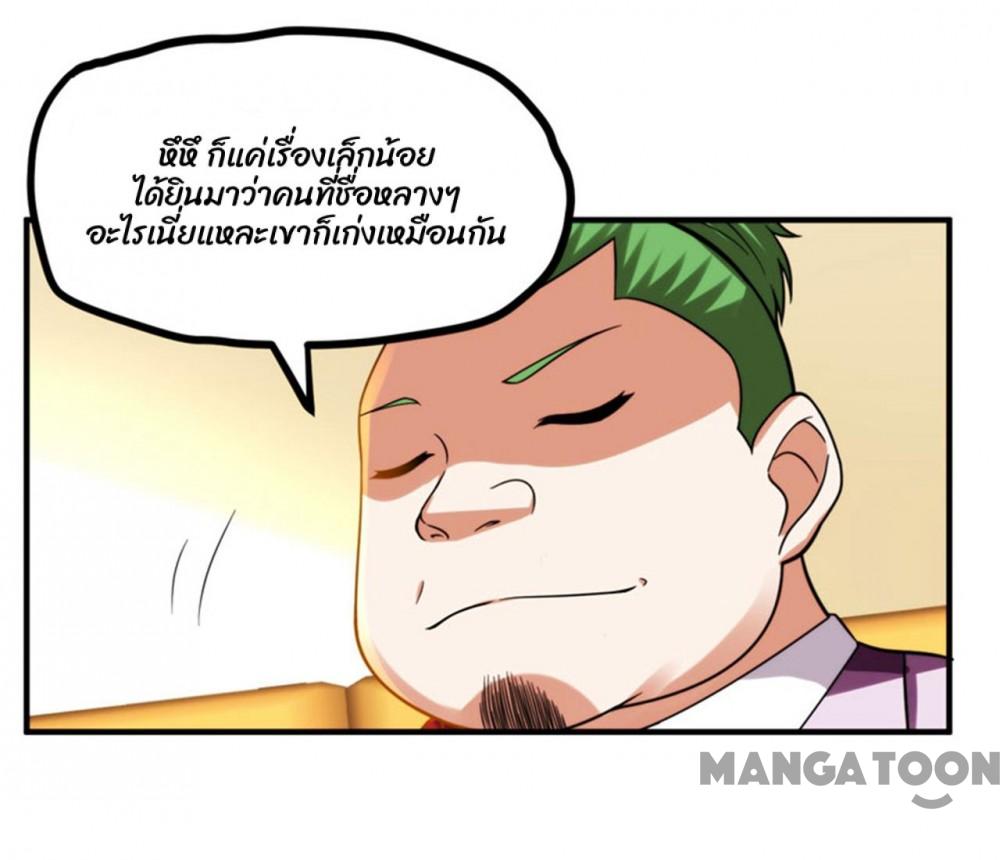 หึหึ ก็แค่เรื่องเล็กน้อย
ได้ยินมาว่าคนที่ชื่อหลางๆ
อะไรเนี่ยแหละเขาก็เก่งเหมือนกัน
MANGATOON